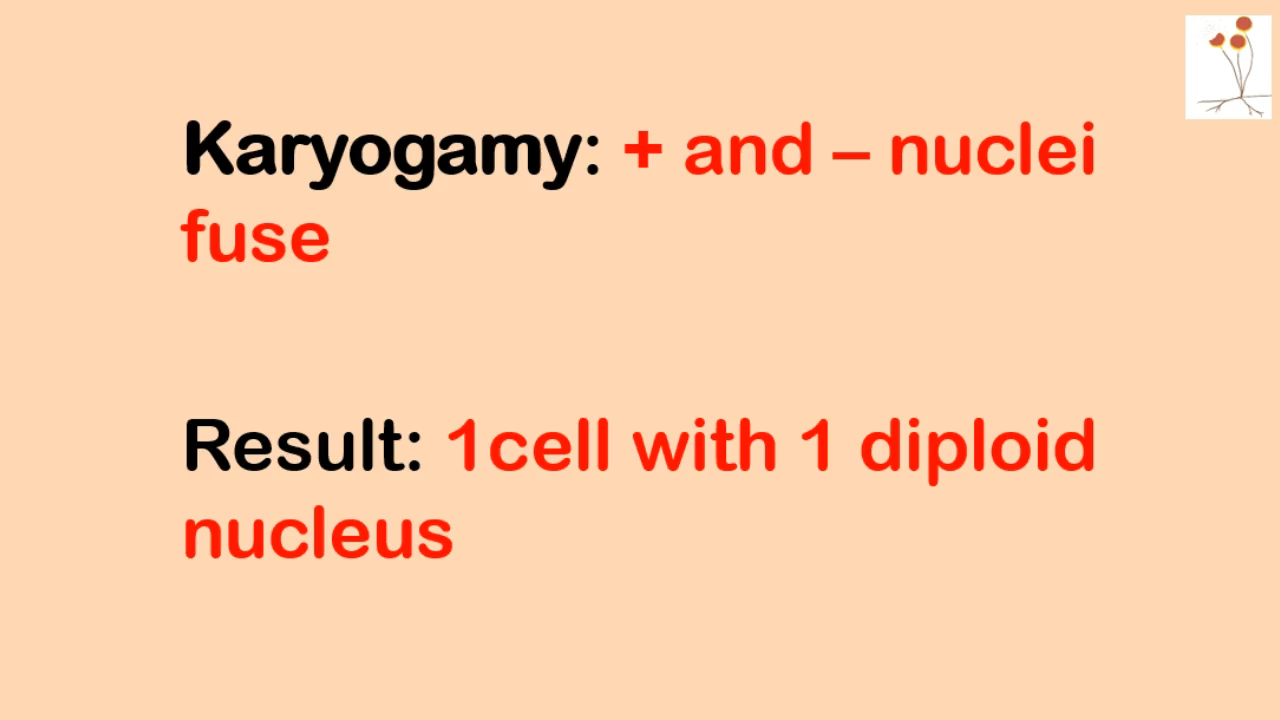 Karyogamy: + and – nuclei
fuse
Result: 1cell with 1 diploid
nucleus